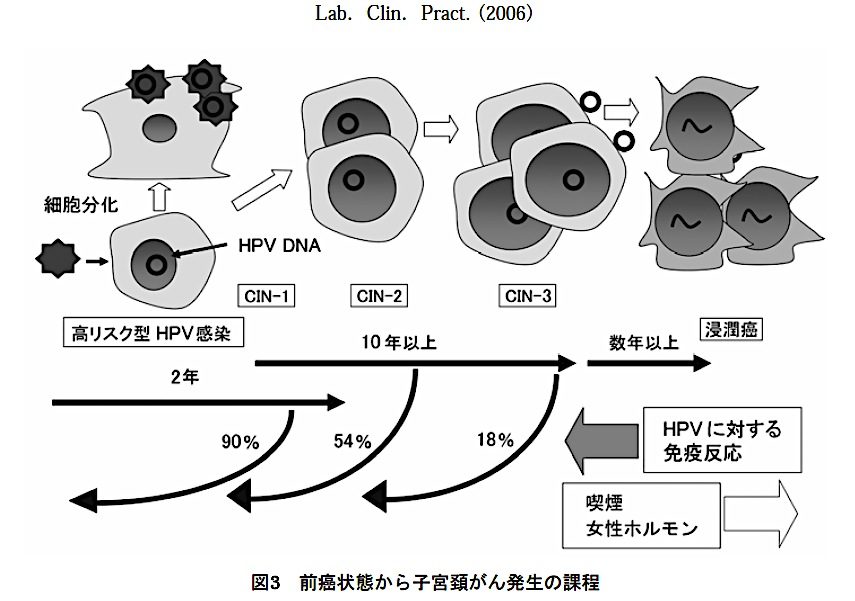 Lab. Clin. Pract. (2006)
細胞分化
HPV DNA
CIN-1
CIN-2
CIN-3
高リスク型 HPV 感染
浸潤癌
10年以上
数年以上
2年
90%
54%
18%
HPVに対する
免疫反応
喫煙
女性ホルモン
図3 前癌状態から子宮頚がん発生の課程